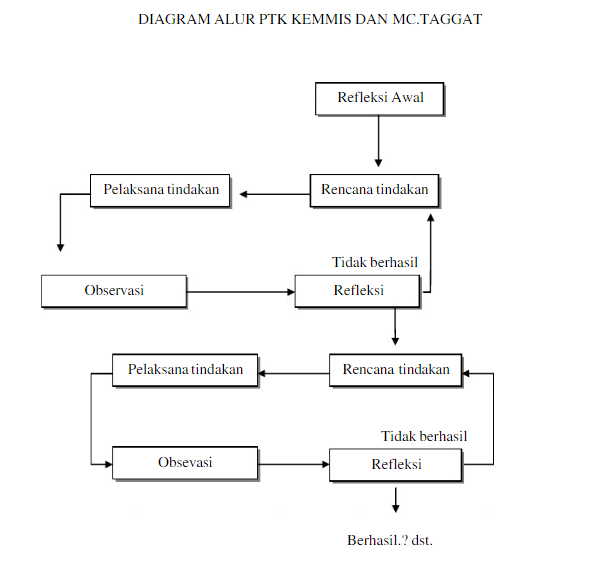 DIAGRAM ALUR PTK KEMMIS DAN MC.TAGGAT
Refleksi Awal
Pelaksana tindakan
Rencana tindakan
Tidak berhasil
Observasi
Refleksi
Pelaksana tindakan
Rencana tindakan
Tidak berhasil
Obsevasi
Refleksi
Berhasil.? dst.